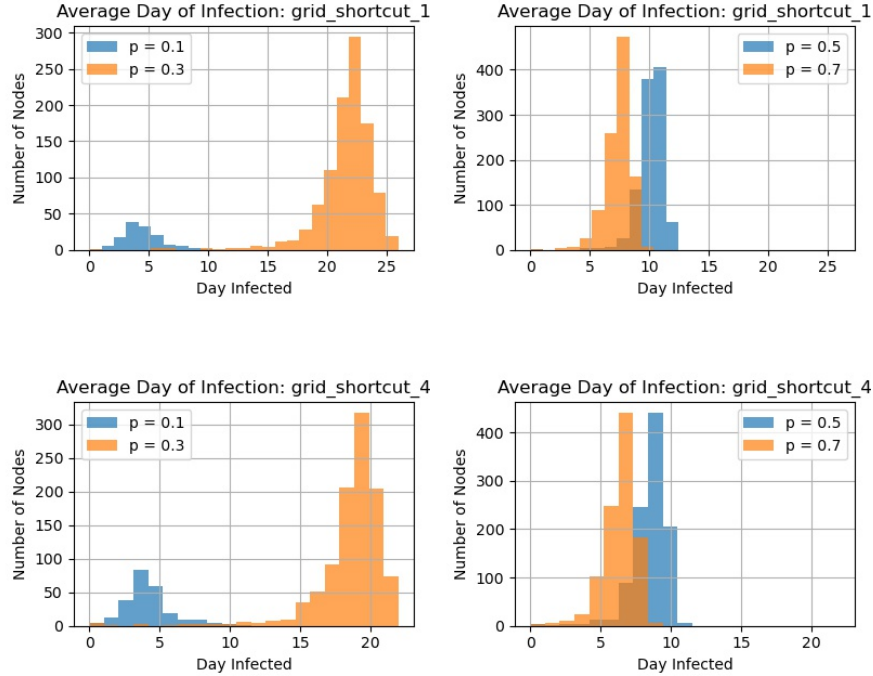 Average Day of Infection: grid_shortcut_1
300
250
200
150
100
50
0
Number of Nodes
p = 0.1
p = 0.3
0 5 10 15 20 25
Day Infected
Average Day of Infection: grid_shortcut_1
400
300
200
100
0
Number of Nodes
p = 0.5
p = 0.7
0 5 10 15 20 25
Day Infected
Average Day of Infection: grid_shortcut_4
300
250
200
150
100
50
0
Number of Nodes
p = 0.1
p = 0.3
0 5 10 15 20
Day Infected
Average Day of Infection: grid_shortcut_4
400
300
200
100
0
Number of Nodes
p = 0.5
p = 0.7
0 5 10 15 20
Day Infected